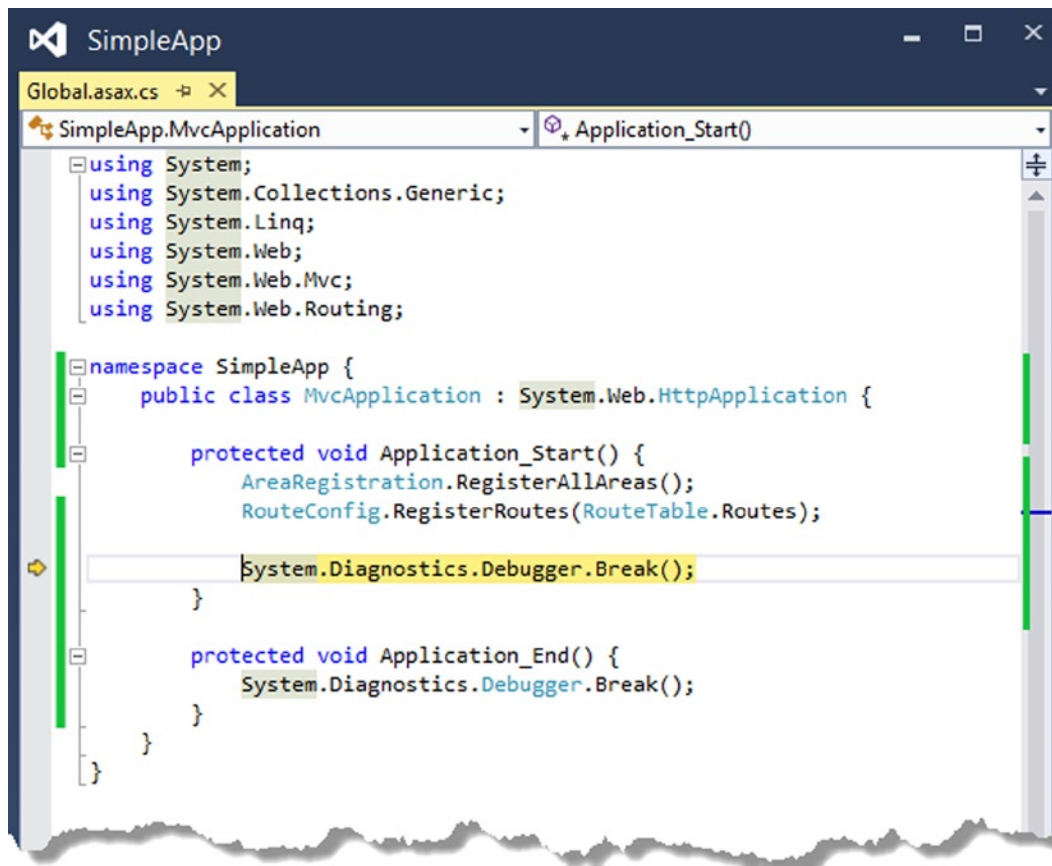 SimpleApp
Global.asax.cs
SimpleApp.MvcApplication Application_Start()
using System;
using System.Collections.Generic;
using System.Linq;
using System.Web;
using System.Web.Mvc;
using System.Web.Routing;
namespace SimpleApp {
public class MvcApplication : System.Web.HttpApplication {
protected void Application_Start() {
AreaRegistration.RegisterAllAreas();
RouteConfig.RegisterRoutes(RouteTable.Routes);
System.Diagnostics.Debugger.Break();
}
protected void Application_End() {
System.Diagnostics.Debugger.Break();
}
}
}